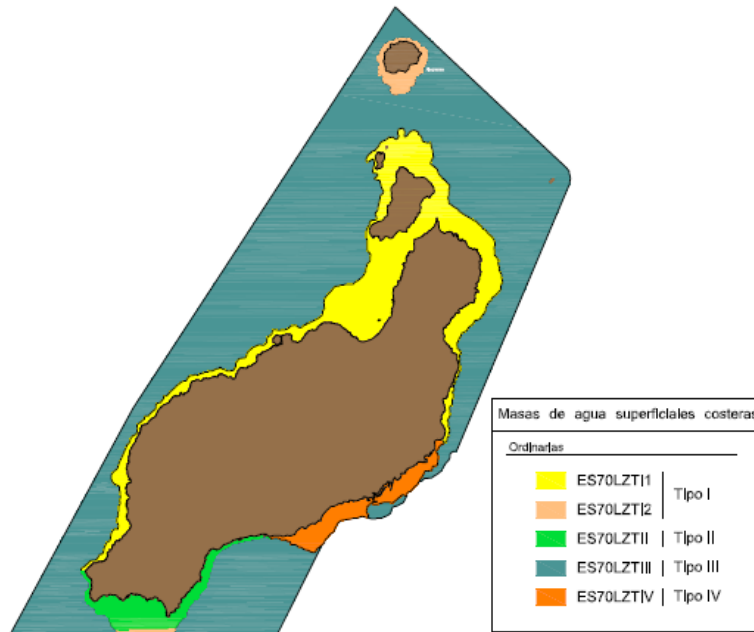 Masas de agua superficiales costeras
Ordinarias
ES70LZTI1
ES70LZTI2
Tipo I
ES70LZTII
Tipo II
ES70LZTIII
Tipo III
ES70LZTIV
Tipo IV